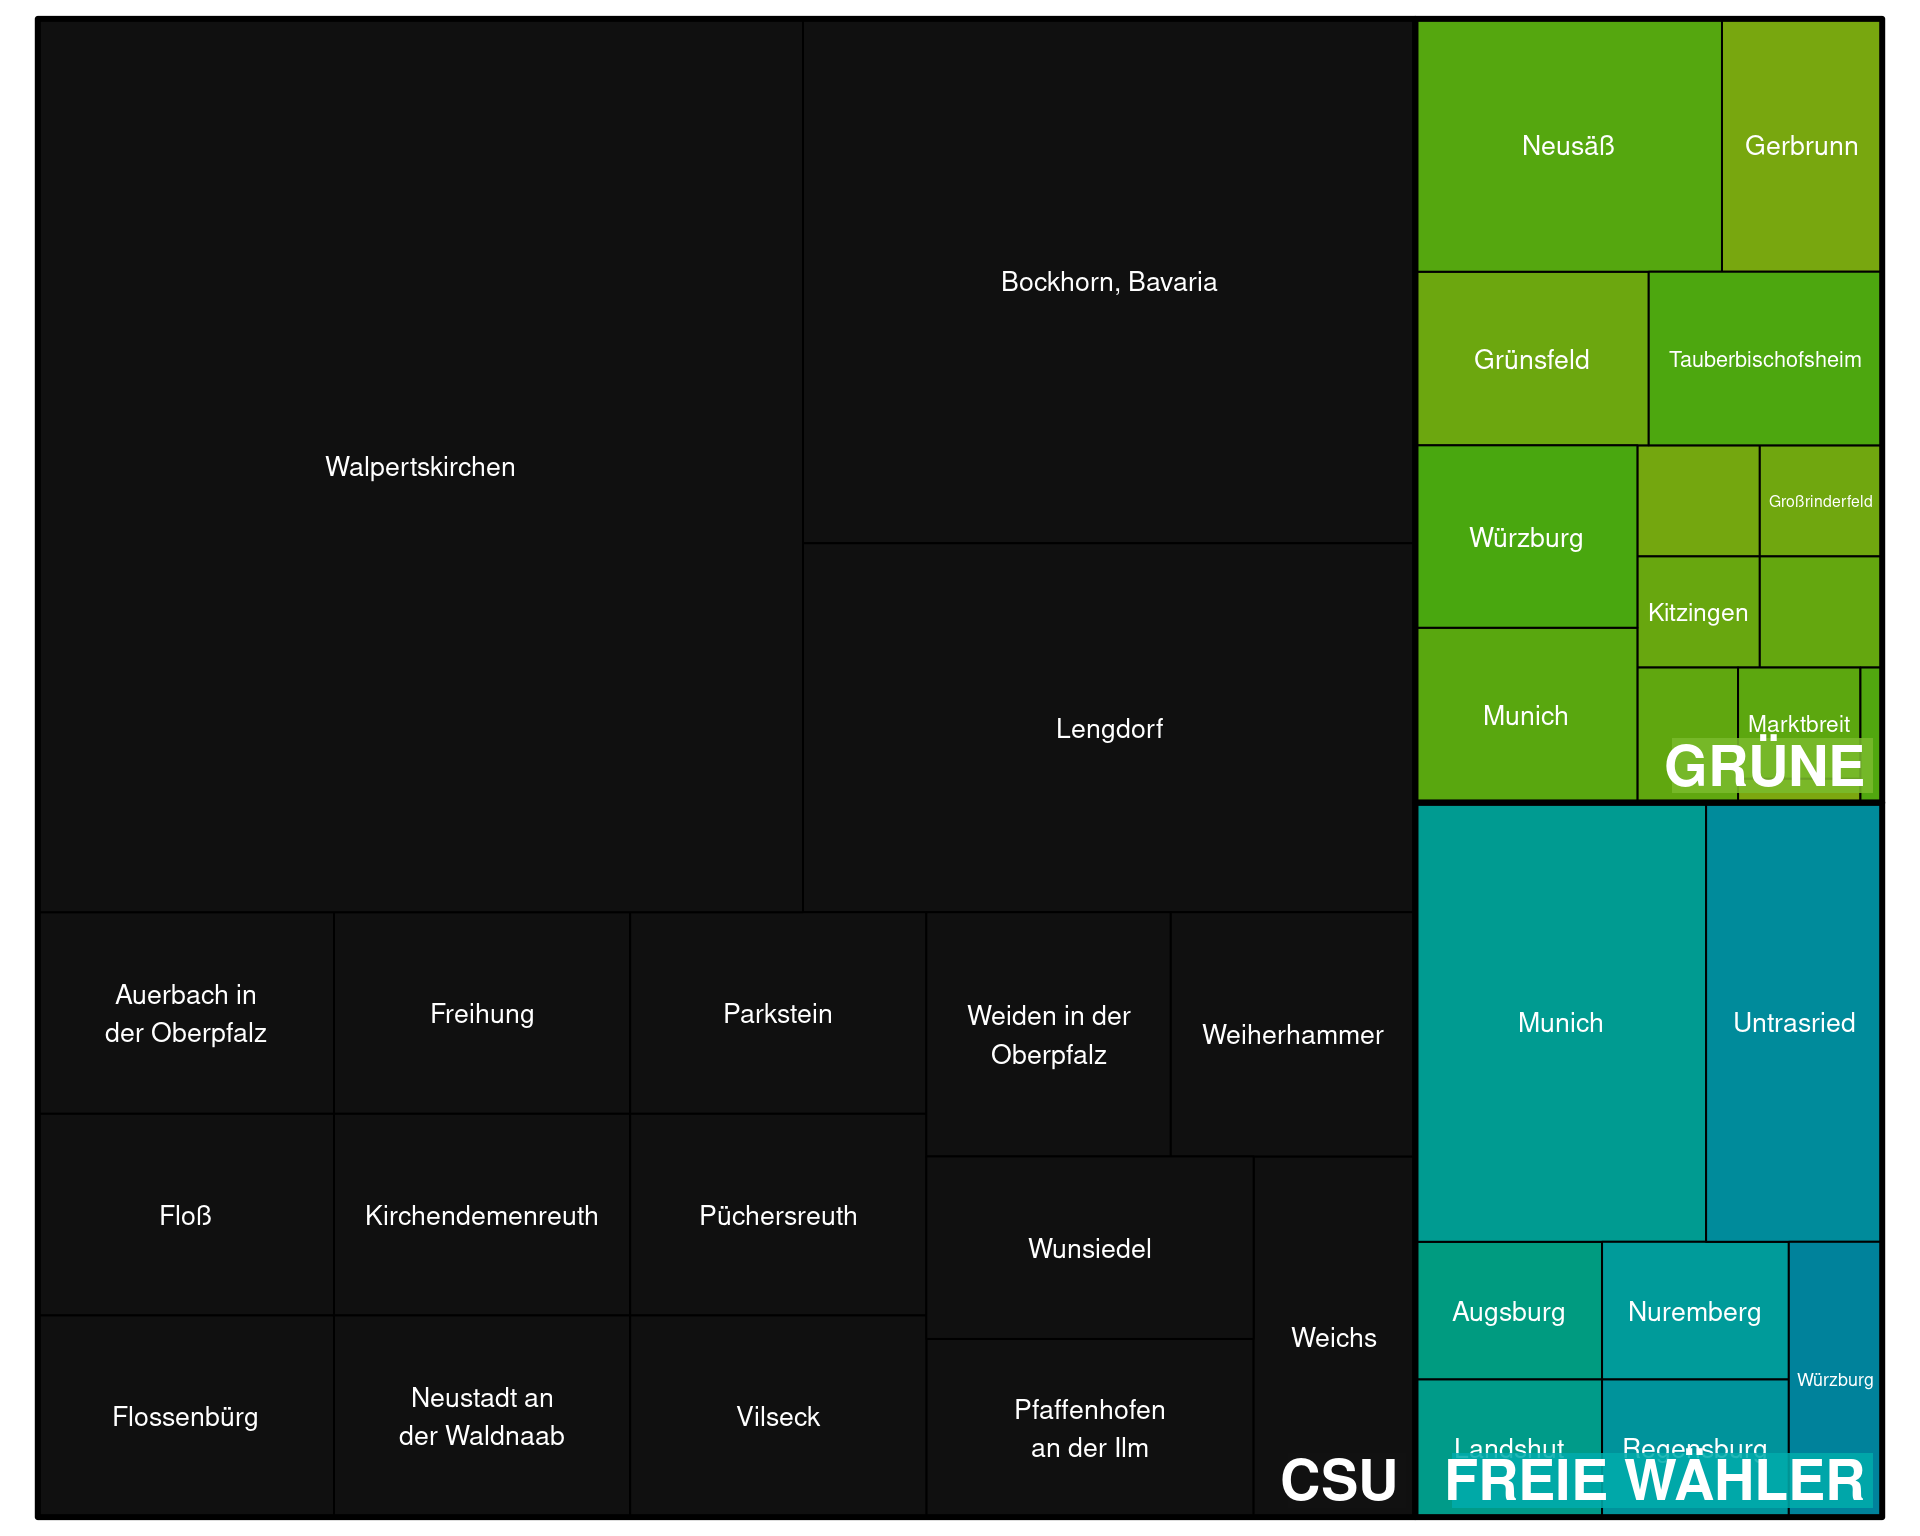 Walpertskirchen
Bockhorn, Bavaria
Lengdorf
Auerbach in
der Oberpfalz
Freihung
Parkstein
Weiden in der
Oberpfalz
Weiherhammer
Floß
Kirchendemenreuth
Püchersreuth
Wunsiedel
Weichs
Flossenbürg
Neustadt an
der Waldnaab
Vilseck
Pfaffenhofen
an der Ilm
CSU
Neusäß
Gerbrunn
Grünsfeld
Tauberbischofsheim
Würzburg
Großrinderfeld
Kitzingen
Munich
Marktbreit
GRÜNE
Munich
Untrasried
Augsburg
Nuremberg
Würzburg
Landshut
Regensburg
FREIE WÄHLER